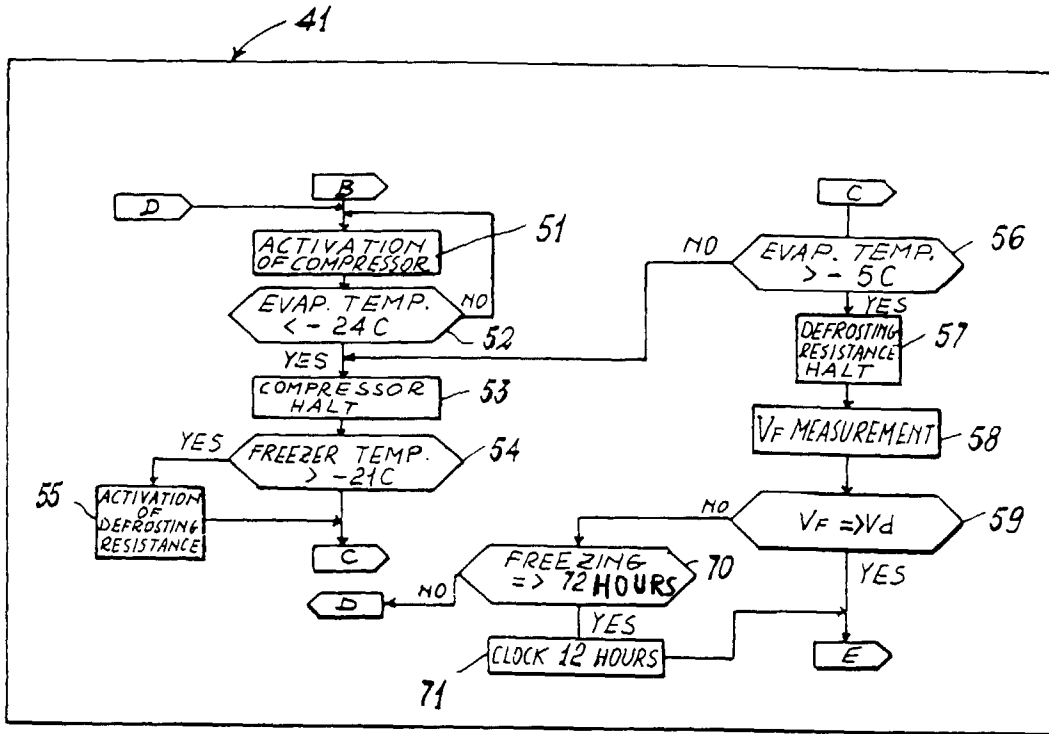 41
B
D
ACTIVATION
OF COMPRESSOR
51
EVAP. TEMP.
< - 24 C
NO
52
YES
COMPRESSOR
HALT
53
YES
FREEZER TEMP.
> -21C
54
55
ACTIVATION
OF
DEFROSTING
RESISTANCE
C
D
NO
C
NO
EVAP. TEMP.
> - 5C
56
YES
DEFROSTING
RESISTANCE
HALT
57
VF MEASUREMENT
58
NO
VF =>Vd
59
YES
FREEZING
=> 72 HOURS
70
YES
CLOCK 12 HOURS
71
E